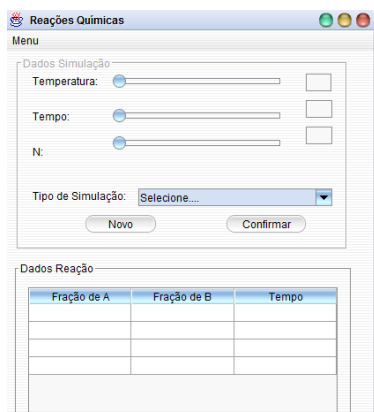 Reações Químicas
Menu
Dados Simulação
Temperatura:
Tempo:
N:
Tipo de Simulação: Selecione....
Novo Confirmar
Dados Reação
Fração de A Fração de B Tempo